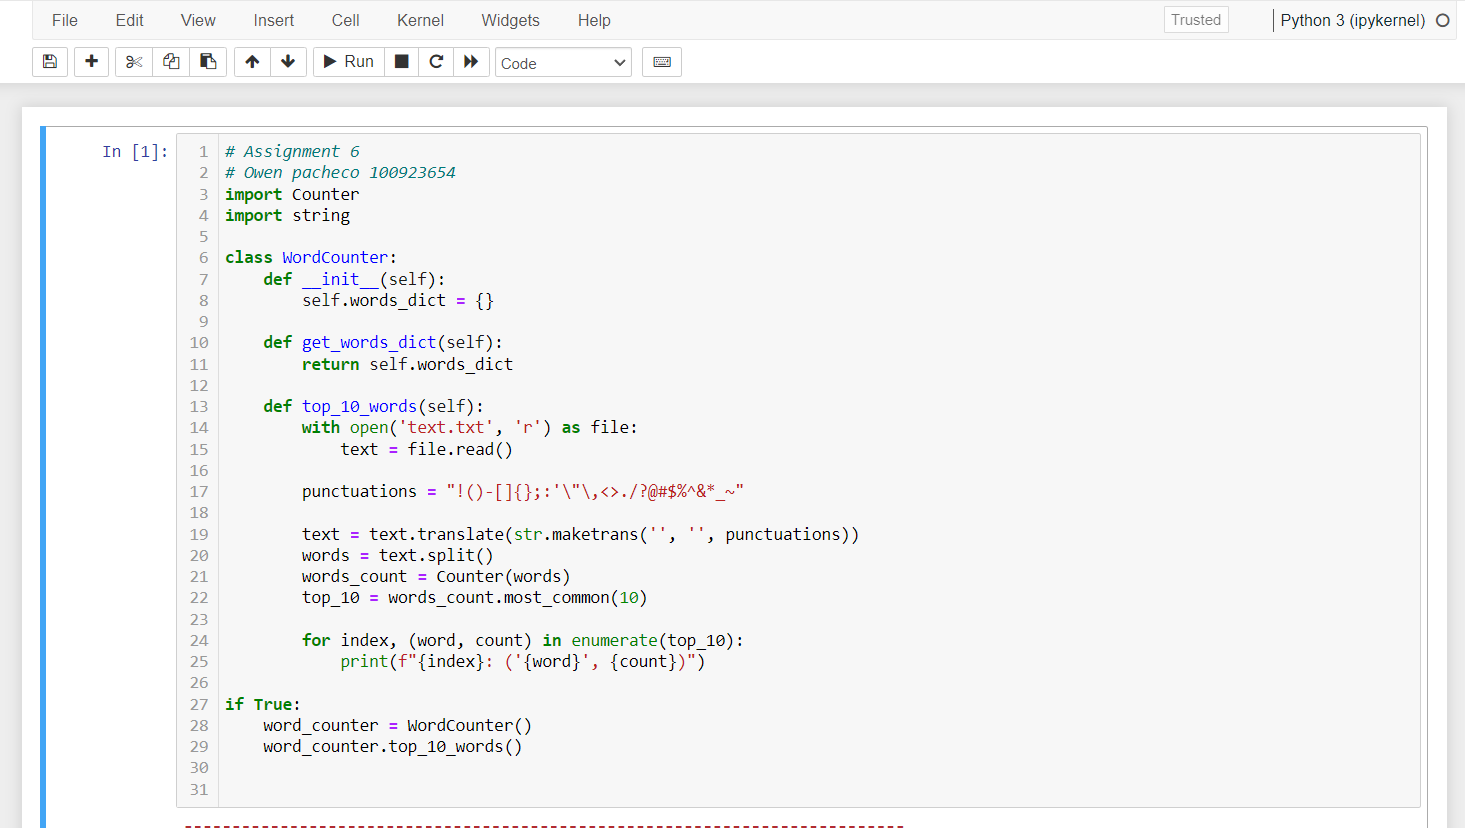 File Edit View Insert Cell Kernel Widgets Help Trusted Python 3 (ipykernel)
Run Code
In [1]:
1 # Assignment 6
2 # Owen pacheco 100923654
3 import Counter
4 import string
5
6 class WordCounter:
7     def __init__(self):
8         self.words_dict = {}
9
10     def get_words_dict(self):
11         return self.words_dict
12
13     def top_10_words(self):
14         with open('text.txt', 'r') as file:
15             text = file.read()
16
17         punctuations = "!()-[]{};:'\"\,<>./?@#$%^&*_~"
18
19         text = text.translate(str.maketrans('', '', punctuations))
20         words = text.split()
21         words_count = Counter(words)
22         top_10 = words_count.most_common(10)
23
24         for index, (word, count) in enumerate(top_10):
25             print(f"{index}: ('{word}', {count})")
26
27 if True:
28     word_counter = WordCounter()
29     word_counter.top_10_words()
30
31
---------------------------------------------------------------------------